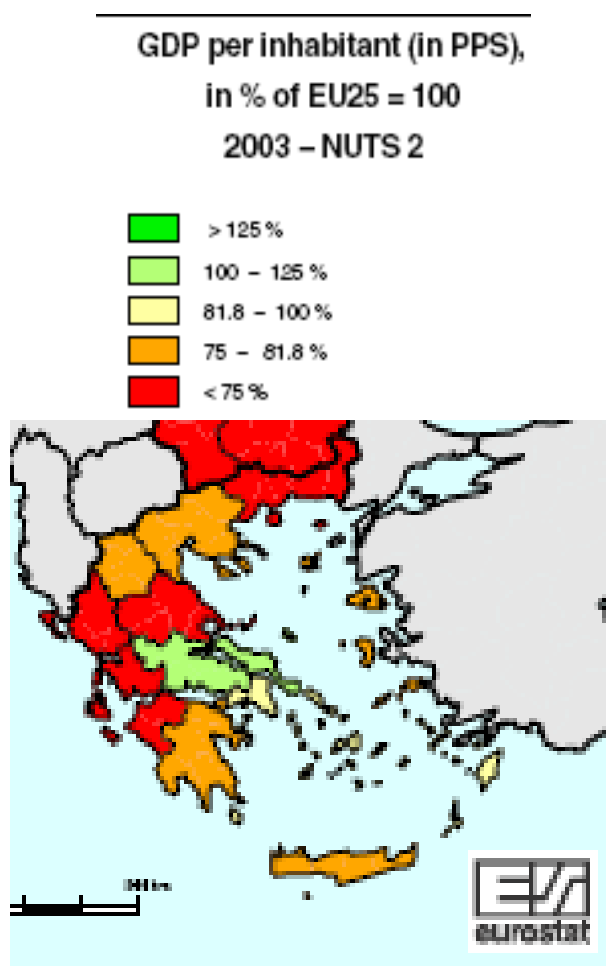 GDP per inhabitant (in PPS),
in % of EU25 = 100
2003 – NUTS 2
> 125 %
100 – 125 %
81.8 – 100 %
75 – 81.8 %
< 75 %
eurostat